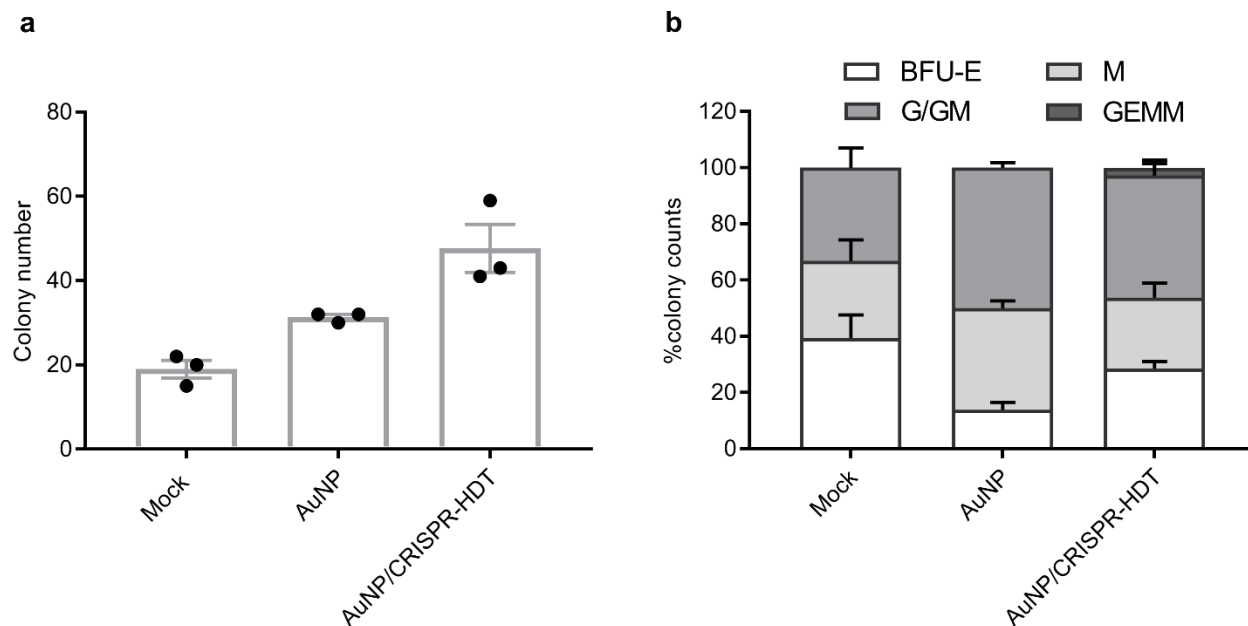 a
Colony number
80
60
40
20
0
Mock
AuNP
AuNP/CRISPR-HDT
b
BFU-E
M
G/GM
GEMM
%colony counts
120
100
80
60
40
20
0
Mock
AuNP
AuNP/CRISPR-HDT